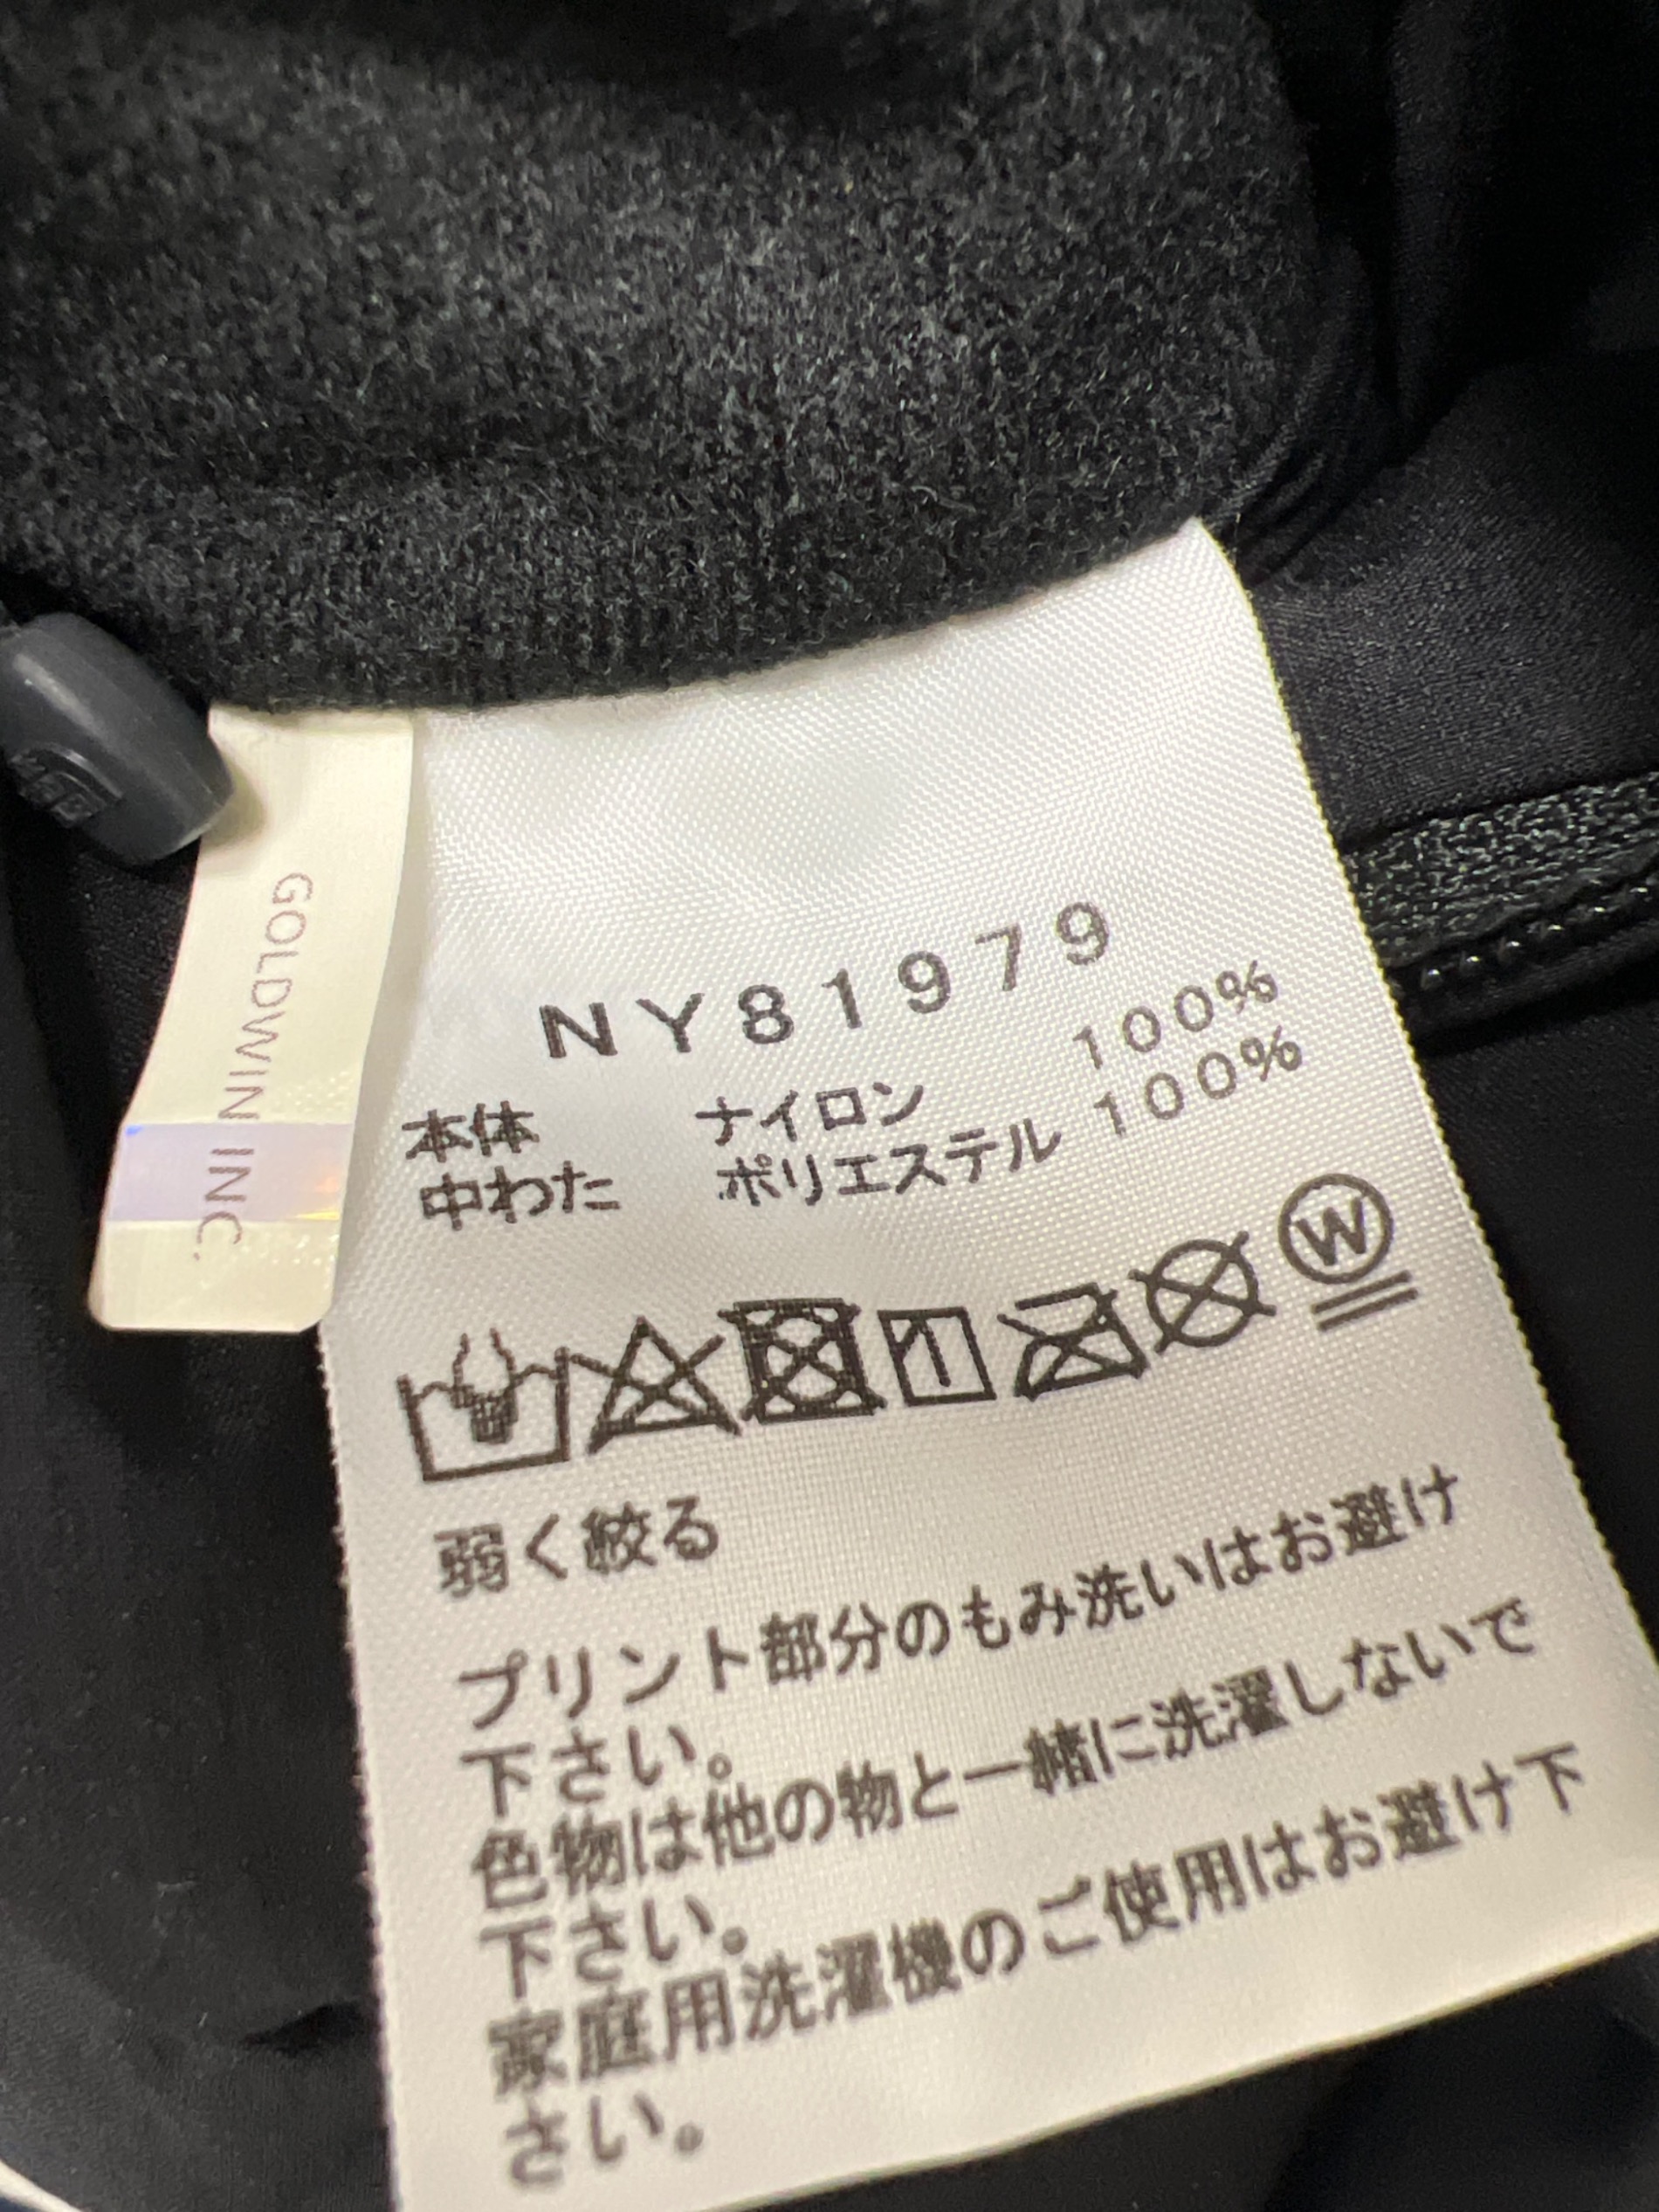 GOLDWIN INC.
NY81979
本体 ナイロン 100%
中わた ポリエステル 100%
W
弱く絞る
プリント部分のもみ洗いはお避け
下さい。
色物は他の物と一緒に洗濯しないで
下さい。
家庭用洗濯機のご使用はお避け下
さい。